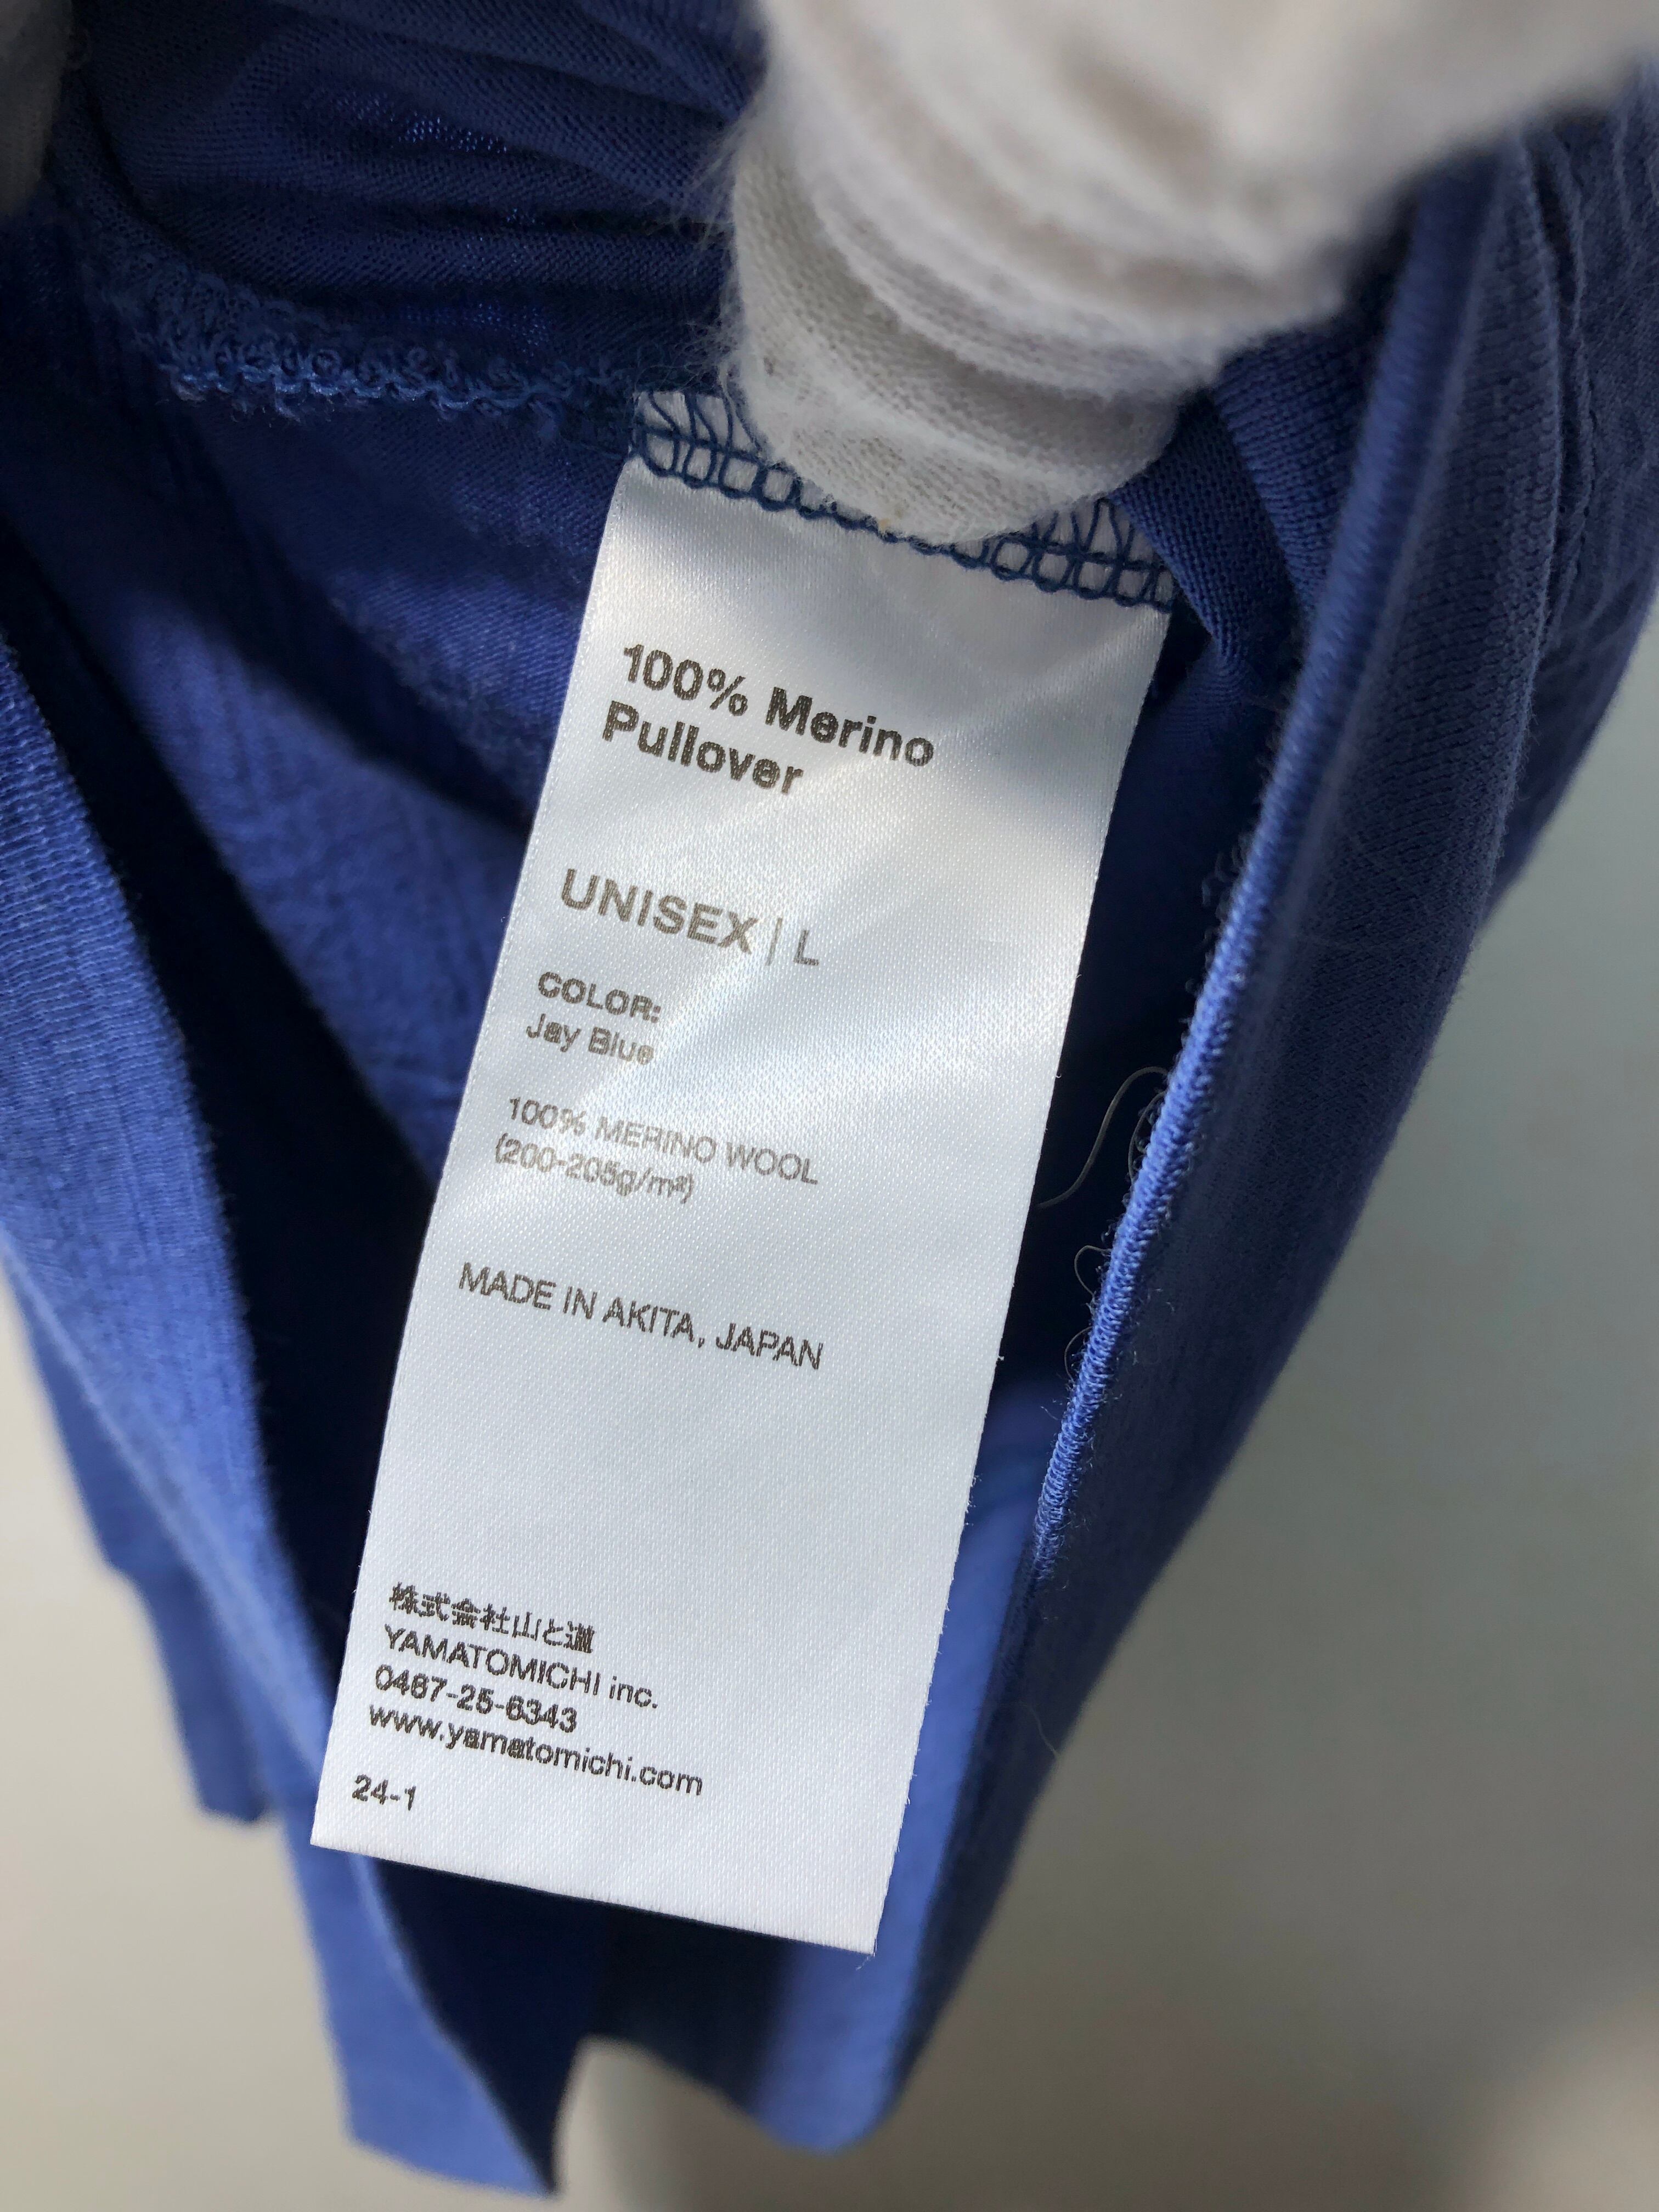 100% Merino
Pullover
UNISEX | L
COLOR:
Jay Blue
100% MERINO WOOL
(200-205g/m²)
MADE IN AKITA, JAPAN
株式会社山と道
YAMATOMICHI inc.
0467-25-6343
www.yamatomichi.com
24-1